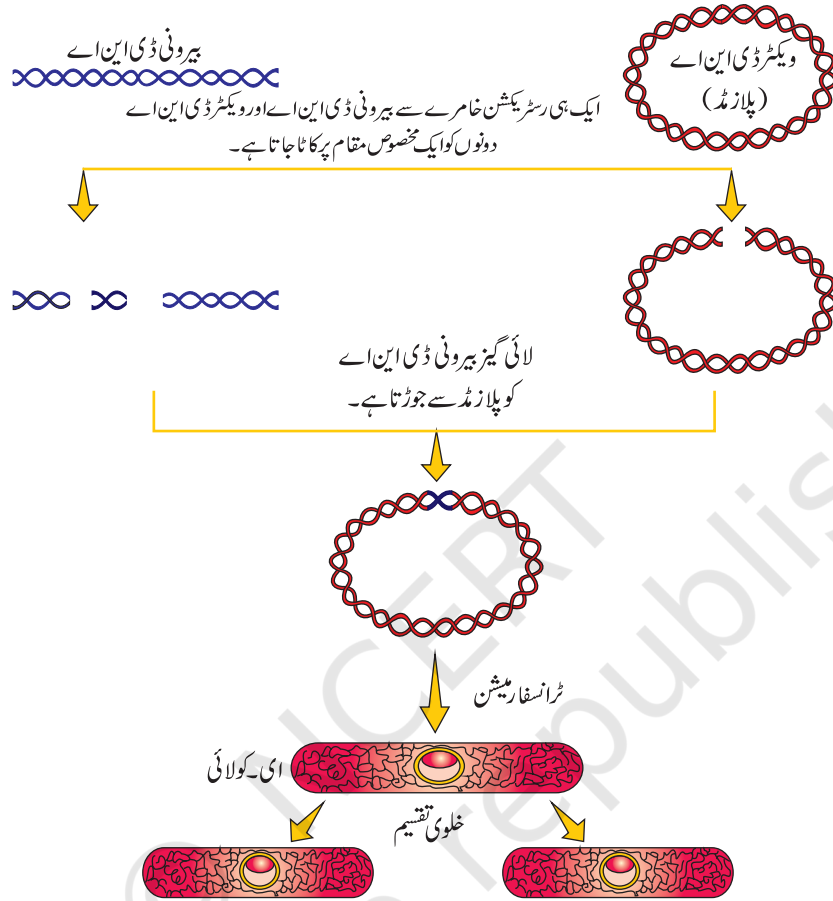 بیرونی ڈی این اے
ویکٹر ڈی این اے
(پلازمڈ)
ایک ہی رسٹریکشن خامرے سے بیرونی ڈی این اے اور ویکٹر ڈی این اے
دونوں کو ایک مخصوص مقام پر کاٹا جاتا ہے۔
لائی گیز بیرونی ڈی این اے
کو پلازمڈ سے جوڑتا ہے۔
ٹرانسفارمیشن
ای۔کولائی
خلوی تقسیم
NCERT
republish